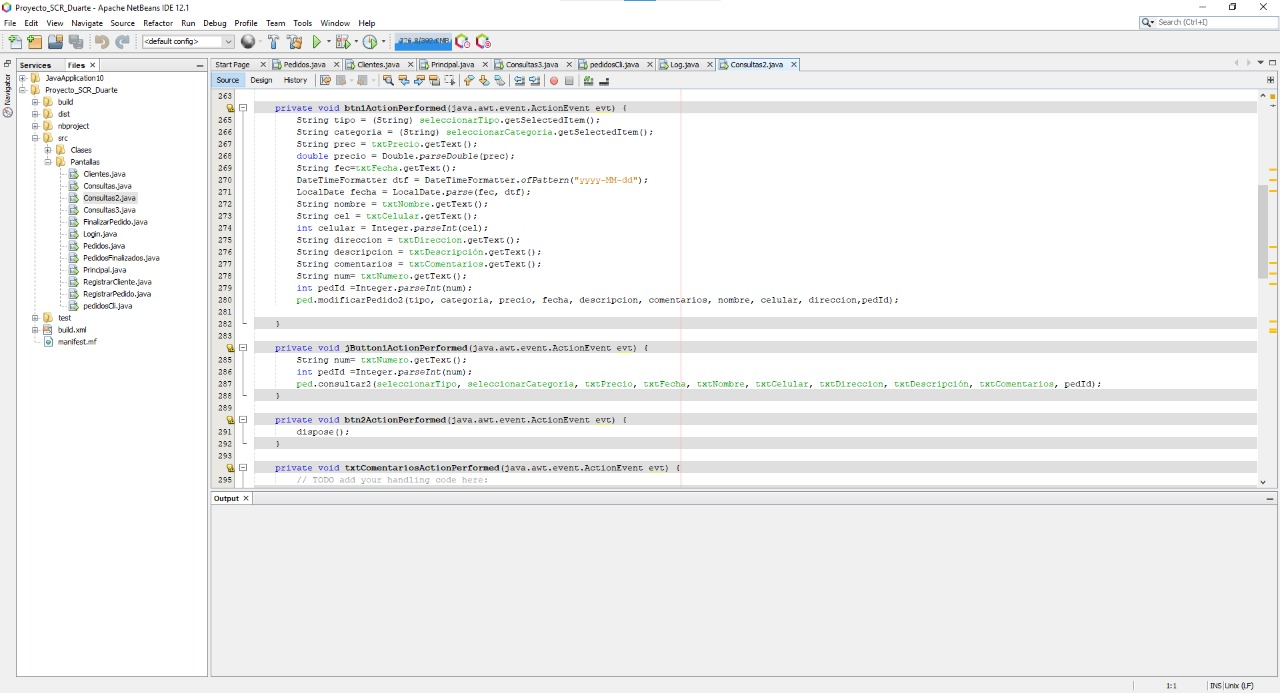 Proyecto_SCR_Duarte - Apache NetBeans IDE 12.1
File Edit View Navigate Source Refactor Run Debug Profile Team Tools Window Help
Search (Ctrl+I)
<default config>
Services Files
Start Page Pedidos.java Clientes.java Principal.java Consultas3.java pedidosCli.java Log.java Consultas2.java
Source Design History
Navigator
JavaApplication10
Proyecto_SCR_Duarte
build
dist
nbproject
src
Clases
Pantallas
Clientes.java
Consultas.java
Consultas2.java
Consultas3.java
FinalizarPedido.java
Login.java
Pedidos.java
PedidosFinalizados.java
Principal.java
RegistrarCliente.java
RegistrarPedido.java
pedidosCli.java
test
build.xml
manifest.mf
263
private void btn1ActionPerformed(java.awt.event.ActionEvent evt) {
265 String tipo = (String) seleccionarTipo.getSelectedItem();
266 String categoria = (String) seleccionarCategoria.getSelectedItem();
267 String prec = txtPrecio.getText();
268 double precio = Double.parseDouble(prec);
269 String fec=txtFecha.getText();
270 DateTimeFormatter dtf = DateTimeFormatter.ofPattern("yyyy-MM-dd");
271 LocalDate fecha = LocalDate.parse(fec, dtf);
272 String nombre = txtNombre.getText();
273 String cel = txtCelular.getText();
274 int celular = Integer.parseInt(cel);
275 String direccion = txtDireccion.getText();
276 String descripcion = txtDescripción.getText();
277 String comentarios = txtComentarios.getText();
278 String num= txtNumero.getText();
279 int pedId =Integer.parseInt(num);
280 ped.modificarPedido2(tipo, categoria, precio, fecha, descripcion, comentarios, nombre, celular, direccion,pedId);
281
282 }
283
private void jButton1ActionPerformed(java.awt.event.ActionEvent evt) {
285 String num= txtNumero.getText();
286 int pedId =Integer.parseInt(num);
287 ped.consultar2(seleccionarTipo, seleccionarCategoria, txtPrecio, txtFecha, txtNombre, txtCelular, txtDireccion, txtDescripción, txtComentarios, pedId);
288 }
289
private void btn2ActionPerformed(java.awt.event.ActionEvent evt) {
291 dispose();
292 }
293
private void txtComentariosActionPerformed(java.awt.event.ActionEvent evt) {
295 // TODO add your handling code here:
Output
1:1 INS Unix (LF)